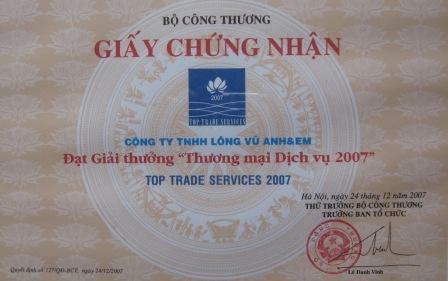 BỘ CÔNG THƯƠNG
GIẤY CHỨNG NHẬN
2007
TOP TRADE SERVICES
CÔNG TY TNHH LÔNG VŨ ANH&EM
Đạt Giải thưởng "Thương mại Dịch vụ 2007"
TOP TRADE SERVICES 2007
Hà Nội, ngày 24 tháng 12 năm 2007
THỨ TRƯỞNG BỘ CÔNG THƯƠNG
TRƯỞNG BAN TỔ CHỨC
Lê Danh Vĩnh
Quyết định số /QĐ-BCT, ngày 24/12/2007